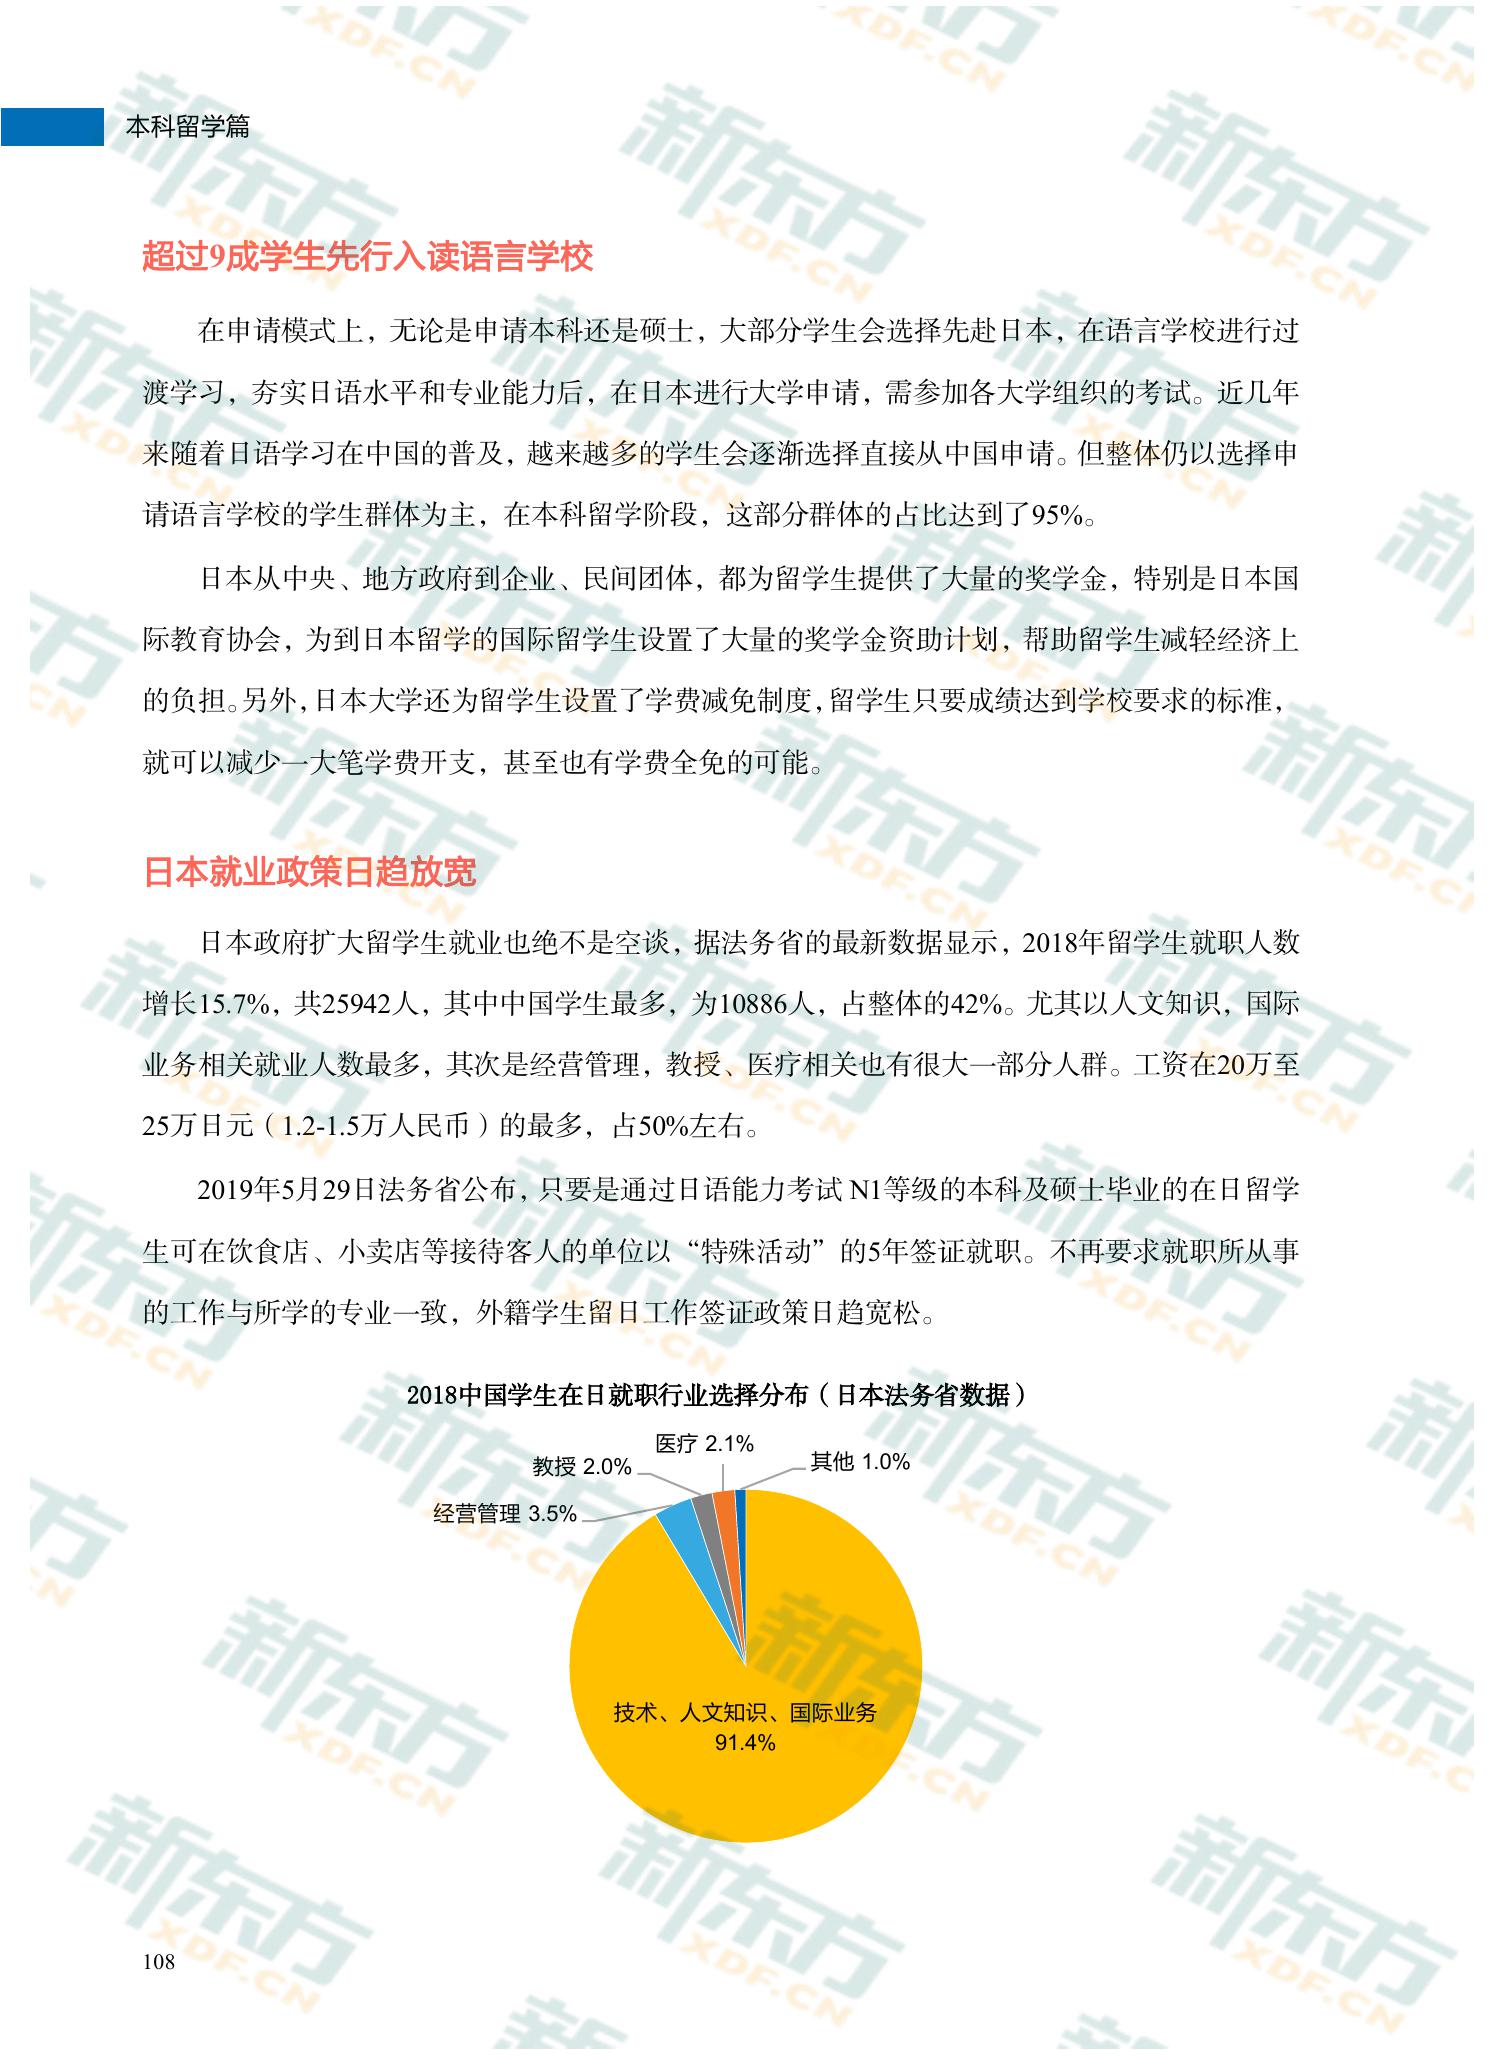 本科留学篇
超过9成学生先行入读语言学校
在申请模式上，无论是申请本科还是硕士，大部分学生会选择先赴日本，在语言学校进行过
渡学习，夯实日语水平和专业能力后，在日本进行大学申请，需参加各大学组织的考试。近几年
来随着日语学习在中国的普及，越来越多的学生会逐渐选择直接从中国申请。但整体仍以选择申
请语言学校的学生群体为主，在本科留学阶段，这部分群体的占比达到了95%。
日本从中央、地方政府到企业、民间团体，都为留学生提供了大量的奖学金，特别是日本国
际教育协会，为到日本留学的国际留学生设置了大量的奖学金资助计划，帮助留学生减轻经济上
的负担。另外，日本大学还为留学生设置了学费减免制度，留学生只要成绩达到学校要求的标准，
就可以减少一大笔学费开支，甚至也有学费全免的可能。
日本就业政策日趋放宽
日本政府扩大留学生就业也绝不是空谈，据法务省的最新数据显示，2018年留学生就职人数
增长15.7%，共25942人，其中中国学生最多，为10886人，占整体的42%。尤其以人文知识，国际
业务相关就业人数最多，其次是经营管理，教授、医疗相关也有很大一部分人群。工资在20万至
25万日元（1.2-1.5万人民币）的最多，占50%左右。
2019年5月29日法务省公布，只要是通过日语能力考试 N1等级的本科及硕士毕业的在日留学
生可在饮食店、小卖店等接待客人的单位以“特殊活动”的5年签证就职。不再要求就职所从事
的工作与所学的专业一致，外籍学生留日工作签证政策日趋宽松。
2018中国学生在日就职行业选择分布（日本法务省数据）
医疗 2.1%
其他 1.0%
教授 2.0%
经营管理 3.5%
技术、人文知识、国际业务
91.4%
108
新东方
XDF.CN